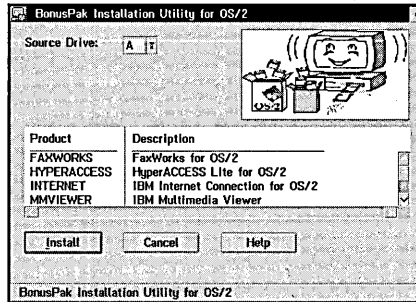 BonusPak Installation Utility for OS/2
Source Drive: A
OS/2
Product Description
FAXWORKS FaxWorks for OS/2
HYPERACCESS HyperACCESS Lite for OS/2
INTERNET IBM Internet Connection for OS/2
MMVIEWER IBM Multimedia Viewer
Install Cancel Help
BonusPak Installation Utility for OS/2